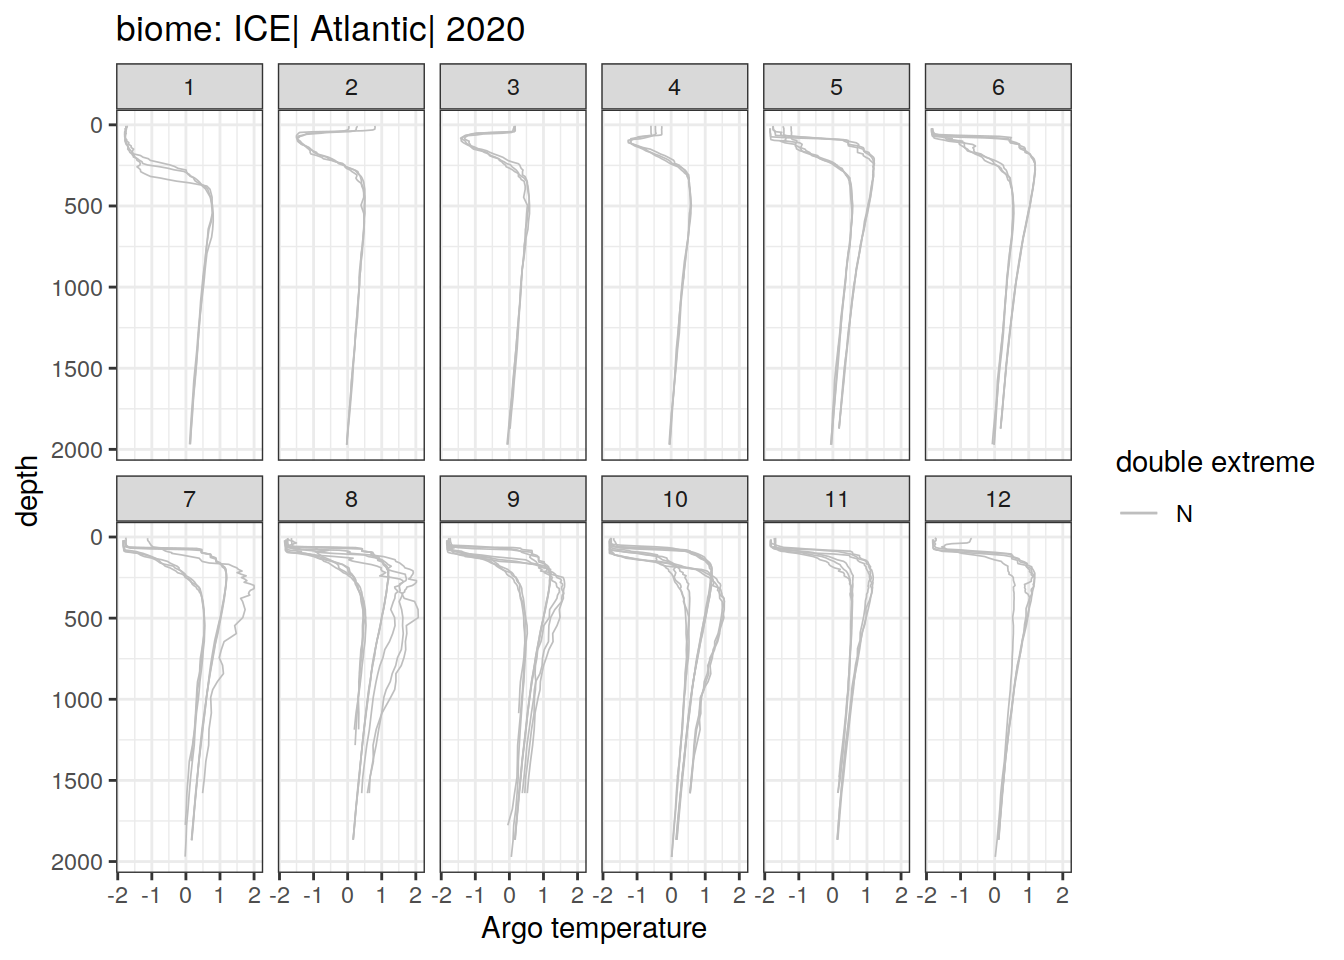 biome: ICE| Atlantic| 2020
1 2 3 4 5 6
0
500
1000
1500
2000
depth
7 8 9 10 11 12
0
500
1000
1500
2000
-2 -1 0 1 2 -2 -1 0 1 2 -2 -1 0 1 2 -2 -1 0 1 2 -2 -1 0 1 2 -2 -1 0 1 2
Argo temperature
double extreme
N